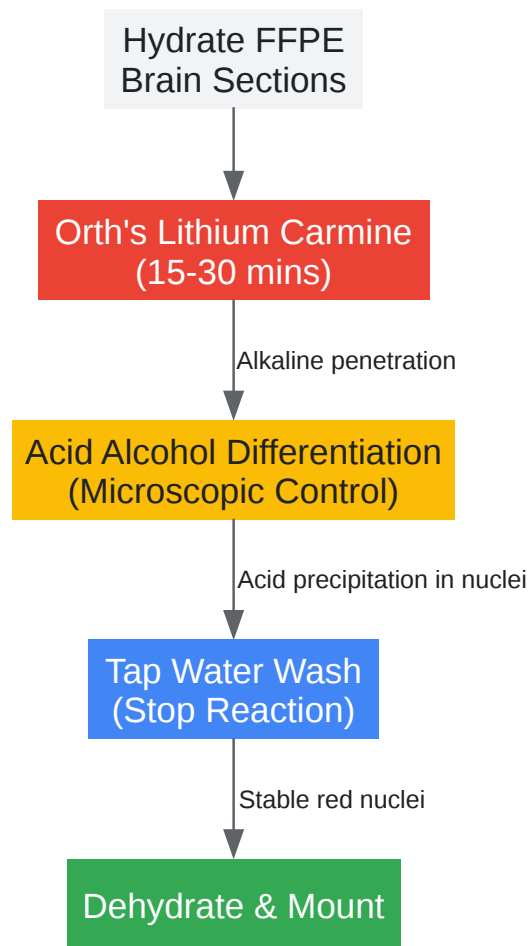 Hydrate FFPE
Brain Sections
Orth's Lithium Carmine
(15-30 mins)
Alkaline penetration
Acid Alcohol Differentiation
(Microscopic Control)
Acid precipitation in nuclei
Tap Water Wash
(Stop Reaction)
Stable red nuclei
Dehydrate & Mount